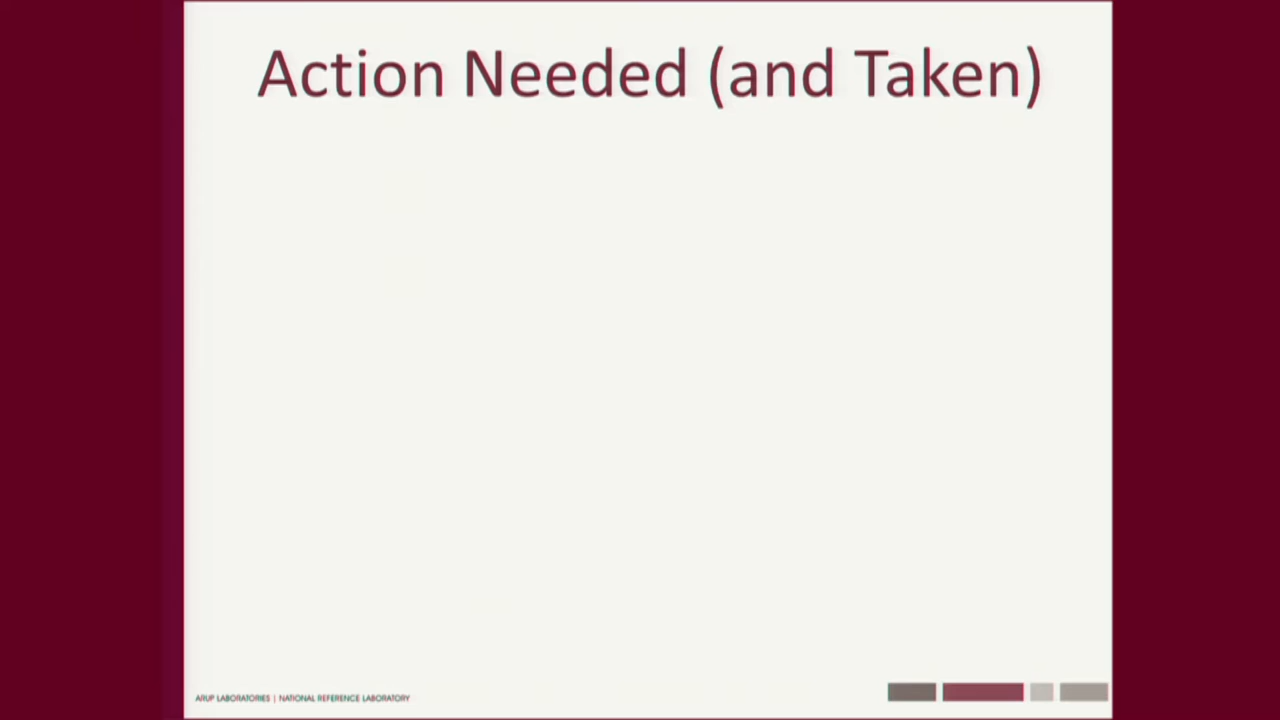 Action Needed (and Taken)
ARUP LABORATORIES | NATIONAL REFERENCE LABORATORY